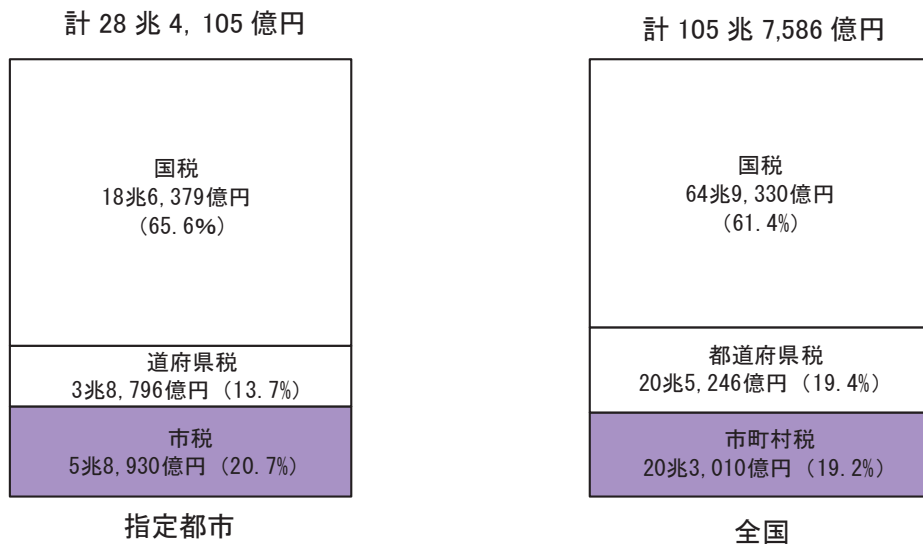 計 28 兆 4, 105 億円
国税
18兆6, 379億円
(65. 6%)
道府県税
3兆8, 796億円 (13. 7%)
市税
5兆8, 930億円 (20. 7%)
指定都市
計 105 兆 7,586 億円
国税
64兆9, 330億円
(61. 4%)
都道府県税
20兆5, 246億円 (19. 4%)
市町村税
20兆3, 010億円 (19. 2%)
全国